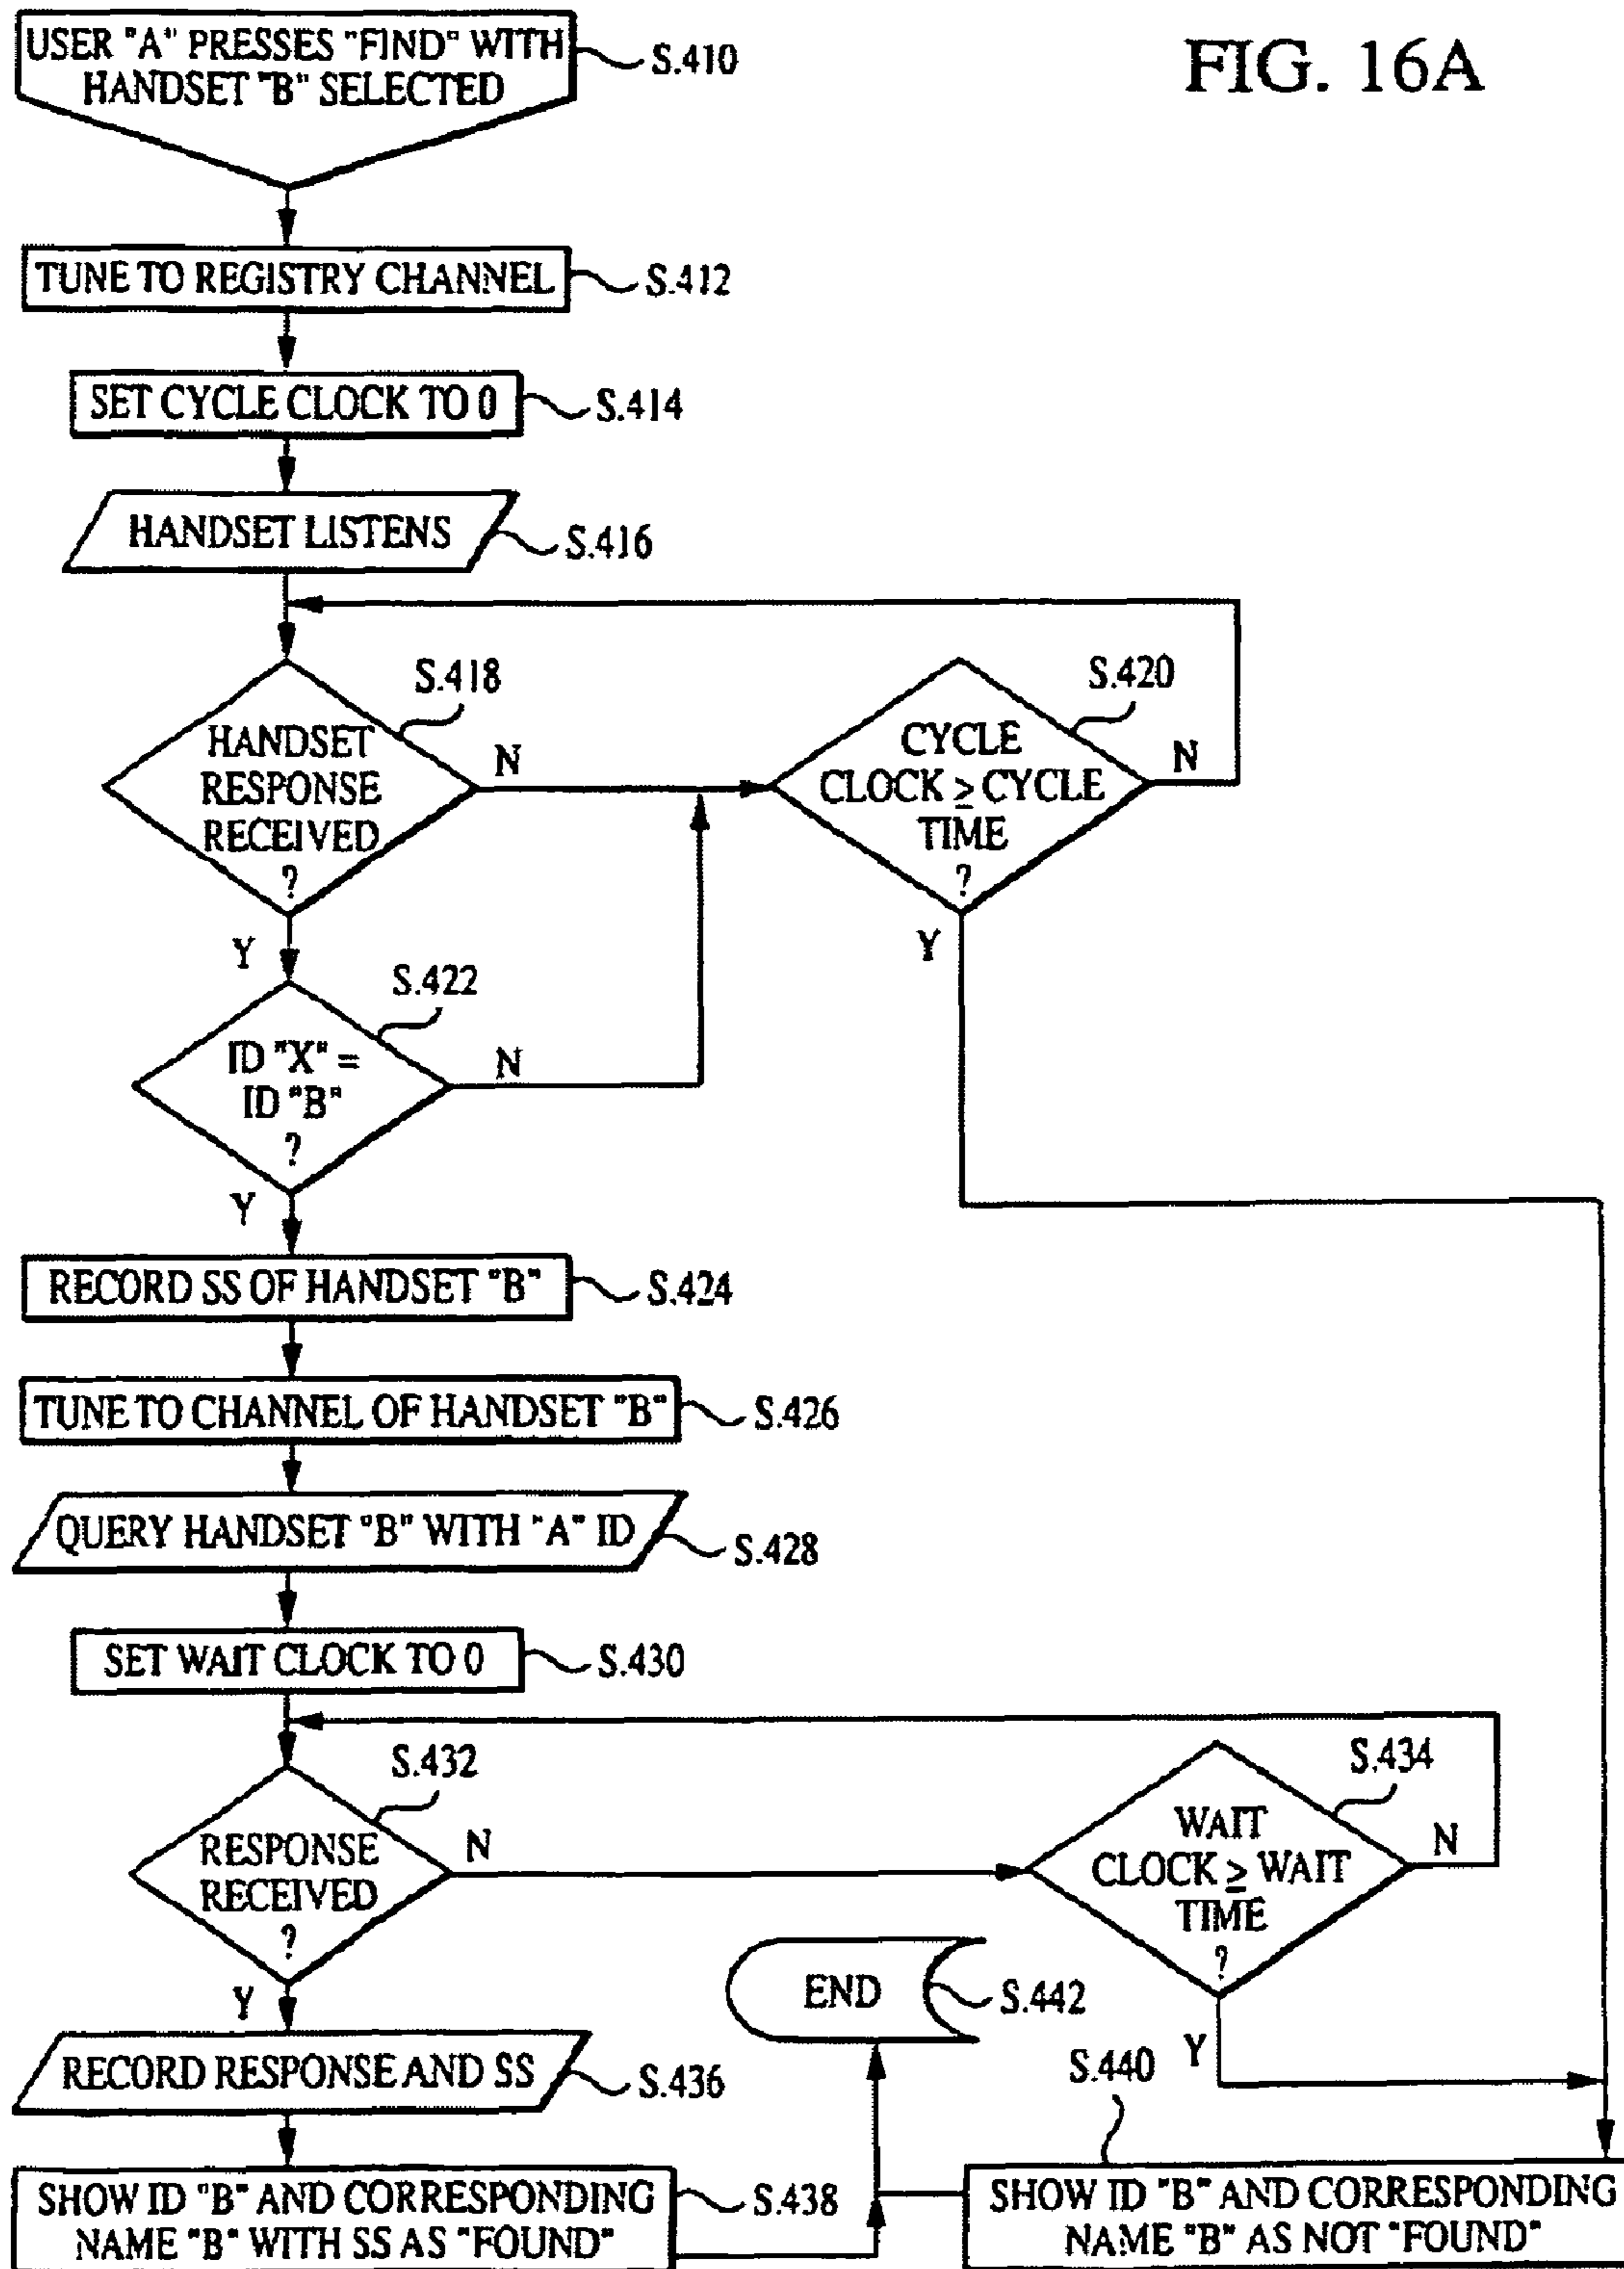 FIG. 16A
USER "A" PRESSES "FIND" WITH
HANDSET "B" SELECTED
S.410
TUNE TO REGISTRY CHANNEL
S.412
SET CYCLE CLOCK TO 0
S.414
HANDSET LISTENS
S.416
S.418
HANDSET
RESPONSE
RECEIVED
?
N
Y
S.420
CYCLE
CLOCK ≥ CYCLE
TIME
?
N
Y
S.422
ID "X" =
ID "B"
?
N
Y
RECORD SS OF HANDSET "B"
S.424
TUNE TO CHANNEL OF HANDSET "B"
S.426
QUERY HANDSET "B" WITH "A" ID
S.428
SET WAIT CLOCK TO 0
S.430
S.432
RESPONSE
RECEIVED
?
N
Y
S.434
WAIT
CLOCK ≥ WAIT
TIME
?
N
Y
END
S.442
RECORD RESPONSE AND SS
S.436
S.440
SHOW ID "B" AND CORRESPONDING
NAME "B" WITH SS AS "FOUND"
S.438
SHOW ID "B" AND CORRESPONDING
NAME "B" AS NOT "FOUND"